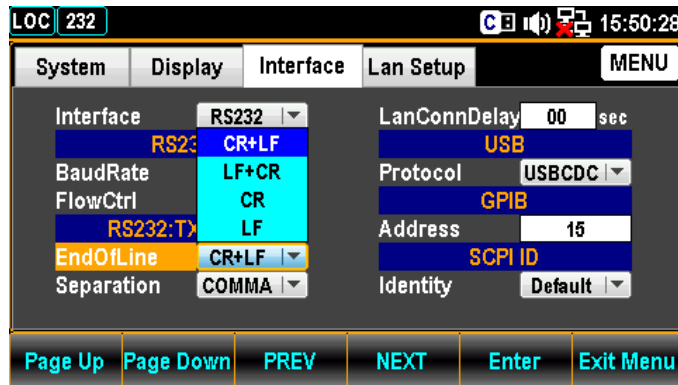 LOC 232 C 15:50:28
System Display Interface Lan Setup MENU
Interface RS232 LanConnDelay 00 sec
CR+LF USB
BaudRate LF+CR Protocol USBCDC
FlowCtrl CR GPIB
LF Address 15
EndOfLine CR+LF SCPI ID
Separation COMMA Identity Default
Page Up Page Down PREV NEXT Enter Exit Menu